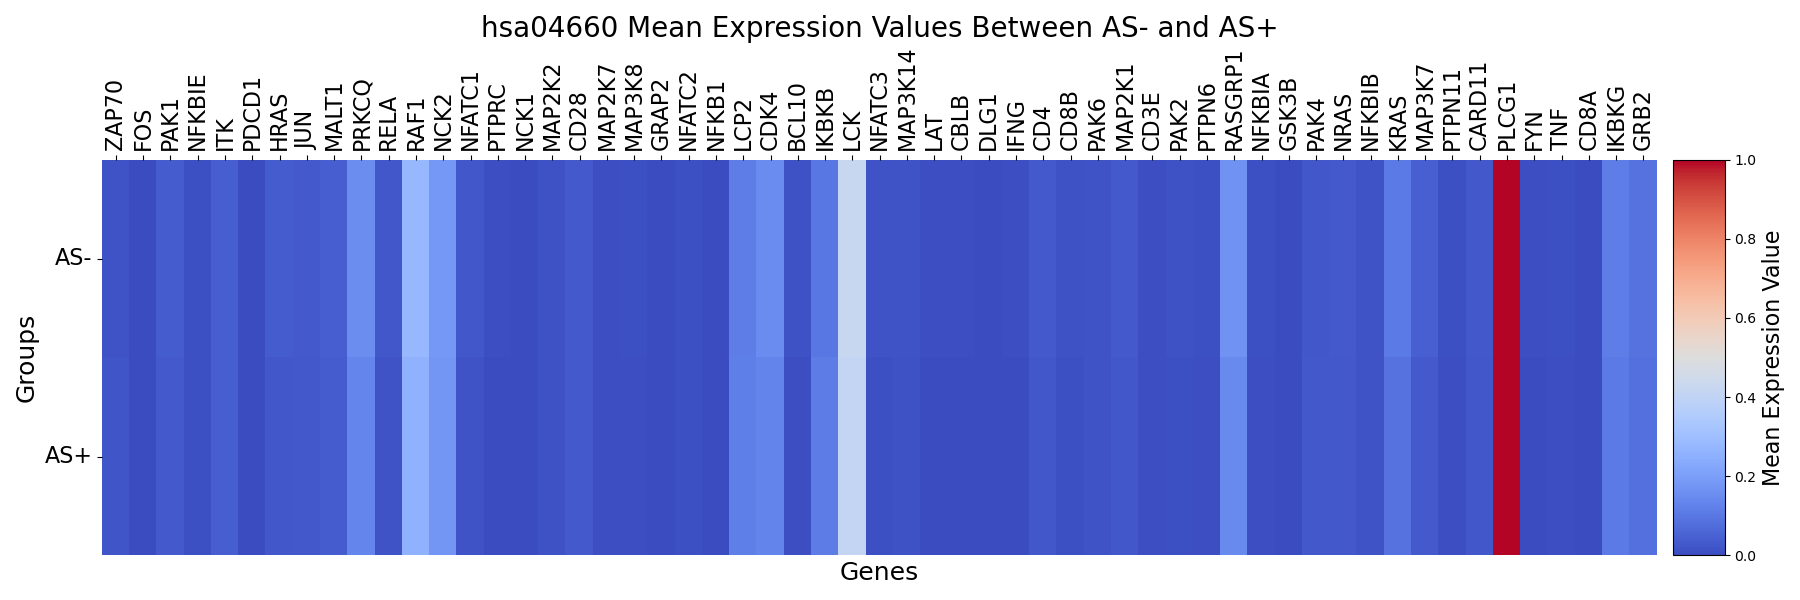 hsa04660 Mean Expression Values Between AS- and AS+
ZAP70 FOS PAK1 NFKBIE ITK PDCD1 HRAS JUN MALT1 PRKCQ RELA RAF1 NCK2 NFATC1 PTPRC NCK1 MAP2K2 CD28 MAP2K7 MAP3K8 GRAP2 NFATC2 NFKB1 LCP2 CDK4 BCL10 IKBKB LCK NFATC3 MAP3K14 LAT CBLB DLG1 IFNG CD4 CD8B PAK6 MAP2K1 CD3E PAK2 PTPN6 RASGRP1 NFKBIA GSK3B PAK4 NRAS NFKBIB KRAS MAP3K7 PTPN11 CARD11 PLCG1 FYN TNF CD8A IKBKG GRB2
Groups
AS-
AS+
Genes
1.0
0.8
0.6
0.4
0.2
0.0
Mean Expression Value